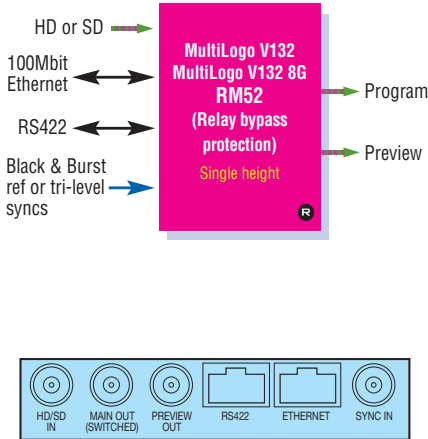 HD or SD
100Mbit
Ethernet
RS422
Black & Burst
ref or tri-level
syncs
MultiLogo V132
MultiLogo V132 8G
RM52
(Relay bypass
protection)
Single height
R
Program
Preview
HD/SD
IN
MAIN OUT
(SWITCHED)
PREVIEW
OUT
RS422
ETHERNET
SYNC IN